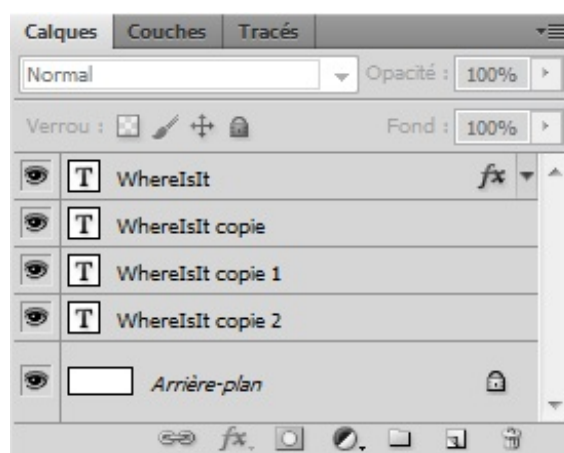 Calques Couches Tracés
Normal Opacité : 100%
Verrou : Fond : 100%
T WhereIsIt fx
T WhereIsIt copie
T WhereIsIt copie 1
T WhereIsIt copie 2
Arrière-plan
fx.